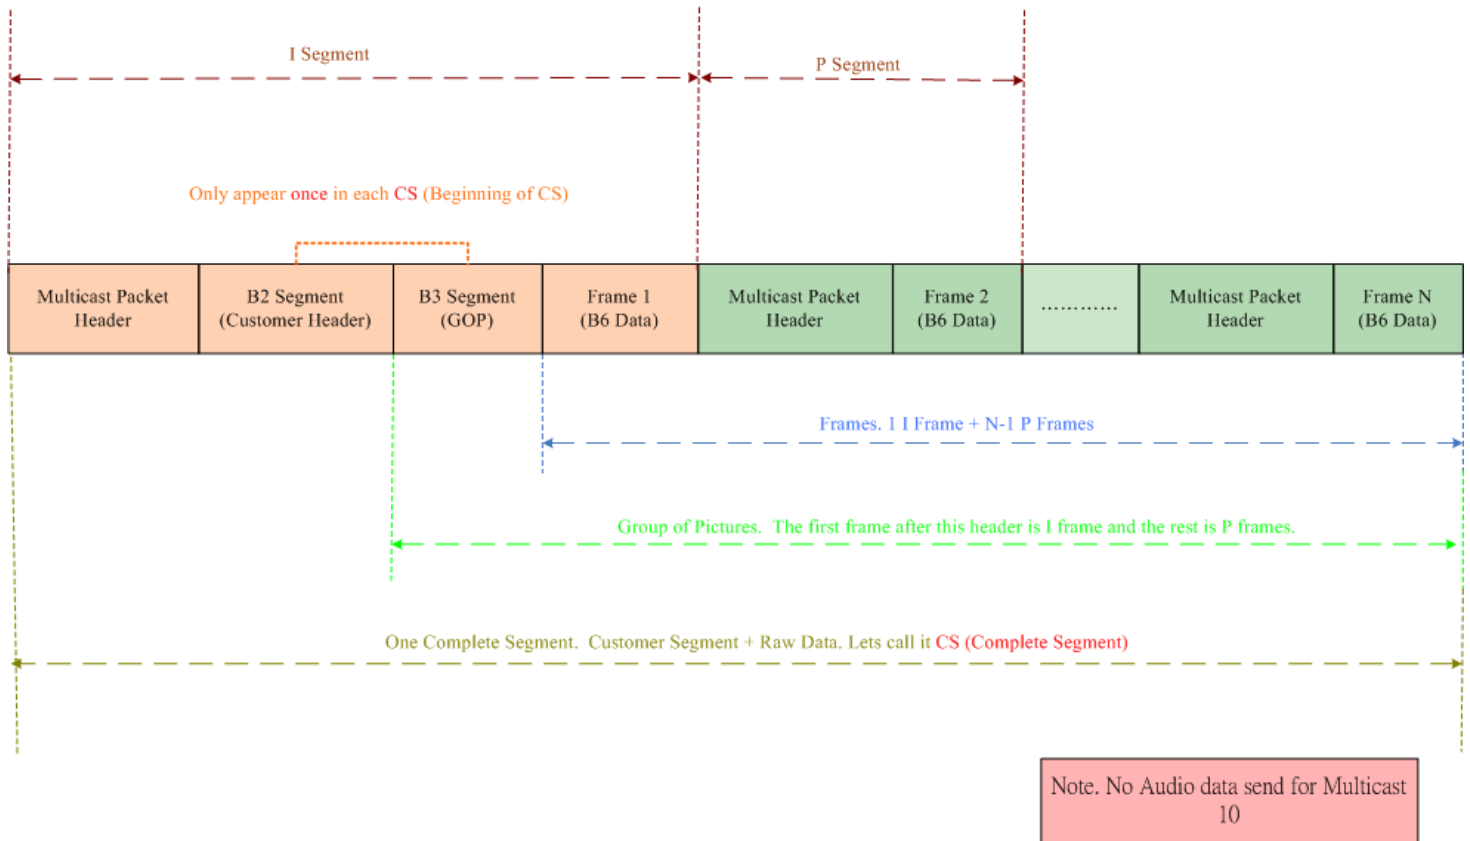 I Segment
P Segment
Only appear once in each CS (Beginning of CS)
Multicast Packet
Header
B2 Segment
(Customer Header)
B3 Segment
(GOP)
Frame 1
(B6 Data)
Multicast Packet
Header
Frame 2
(B6 Data)
............
Multicast Packet
Header
Frame N
(B6 Data)
Frames. 1 I Frame + N-1 P Frames
Group of Pictures.  The first frame after this header is I frame and the rest is P frames.
One Complete Segment.  Customer Segment + Raw Data. Lets call it CS (Complete Segment)
Note. No Audio data send for Multicast
10